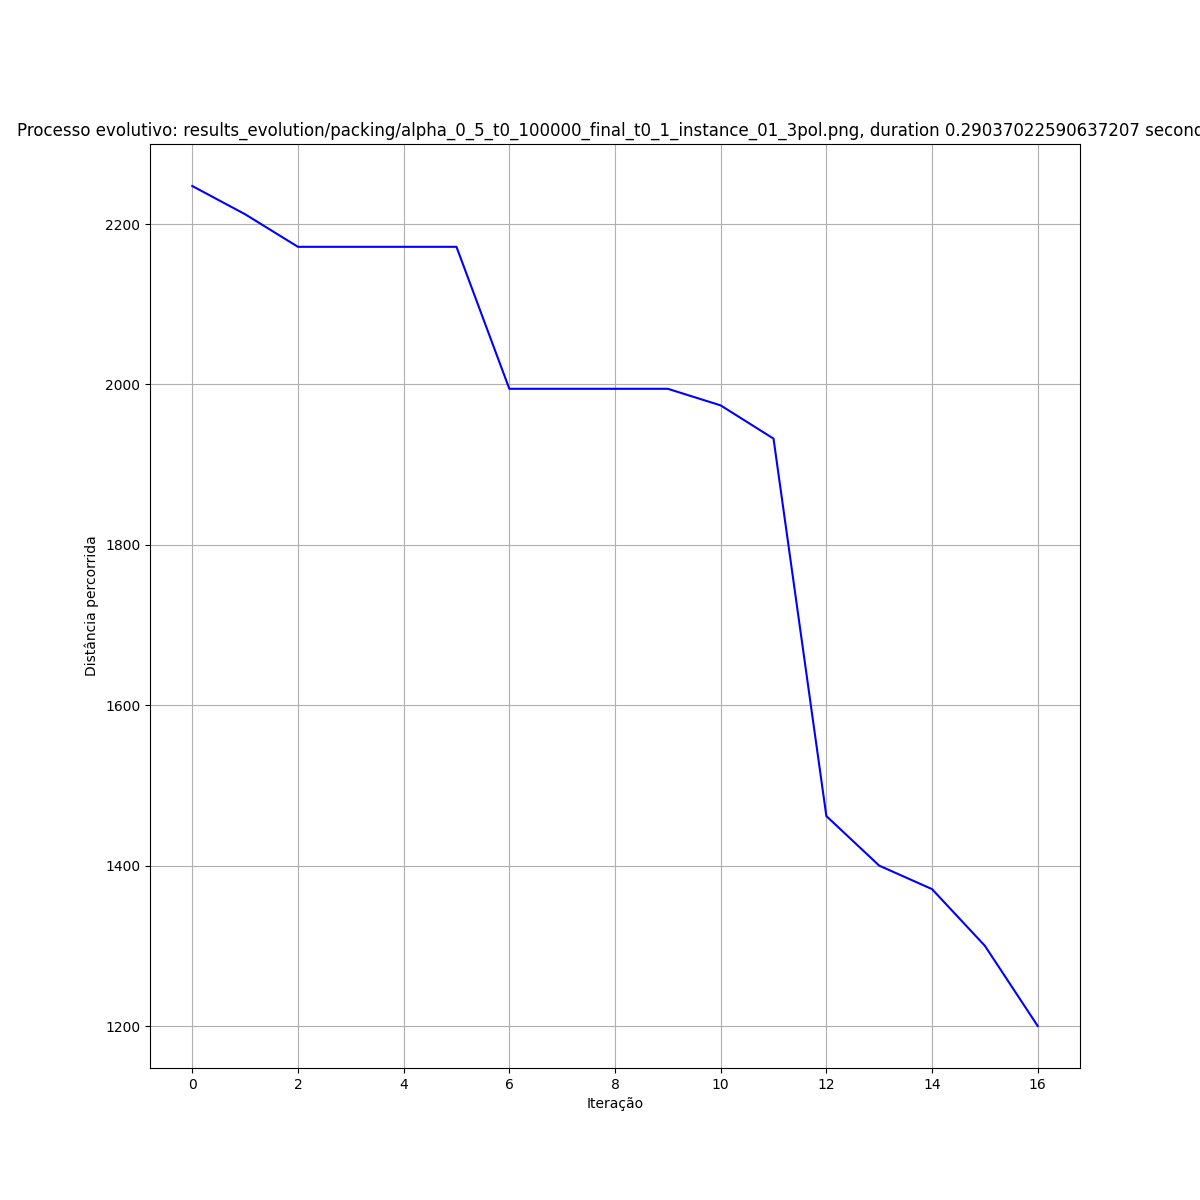 Processo evolutivo: results_evolution/packing/alpha_0_5_t0_100000_final_t0_1_instance_01_3pol.png, duration 0.29037022590637207 second
2200
2000
1800
1600
1400
1200
Distância percorrida
0 2 4 6 8 10 12 14 16
Iteração